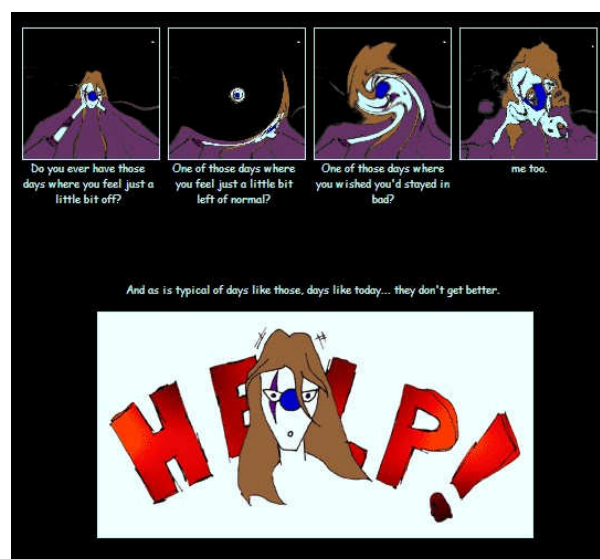 Do you ever have those
days where you feel just a
little bit off?
One of those days where
you feel just a little bit
left of normal?
One of those days where
you wished you'd stayed in
bad?
me too.
And as is typical of days like those, days like today... they don't get better.
HELP!